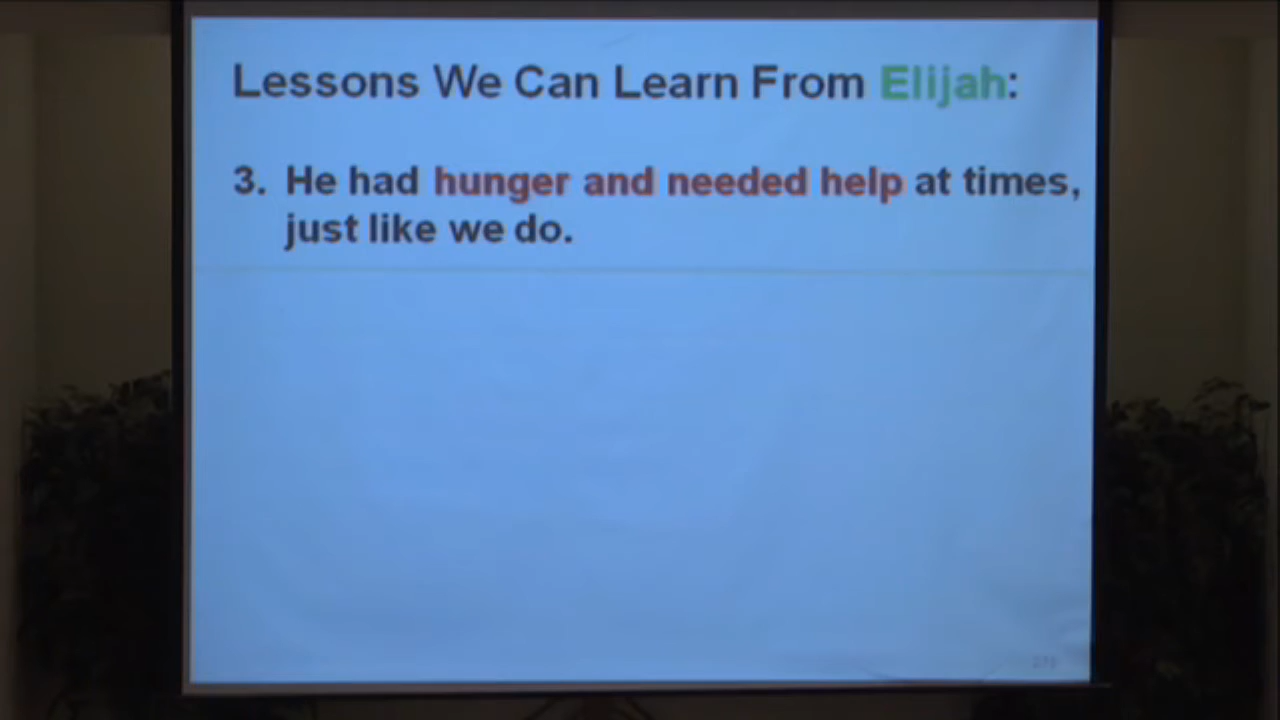 Lessons We Can Learn From Elijah:
3. He had hunger and needed help at times,
just like we do.